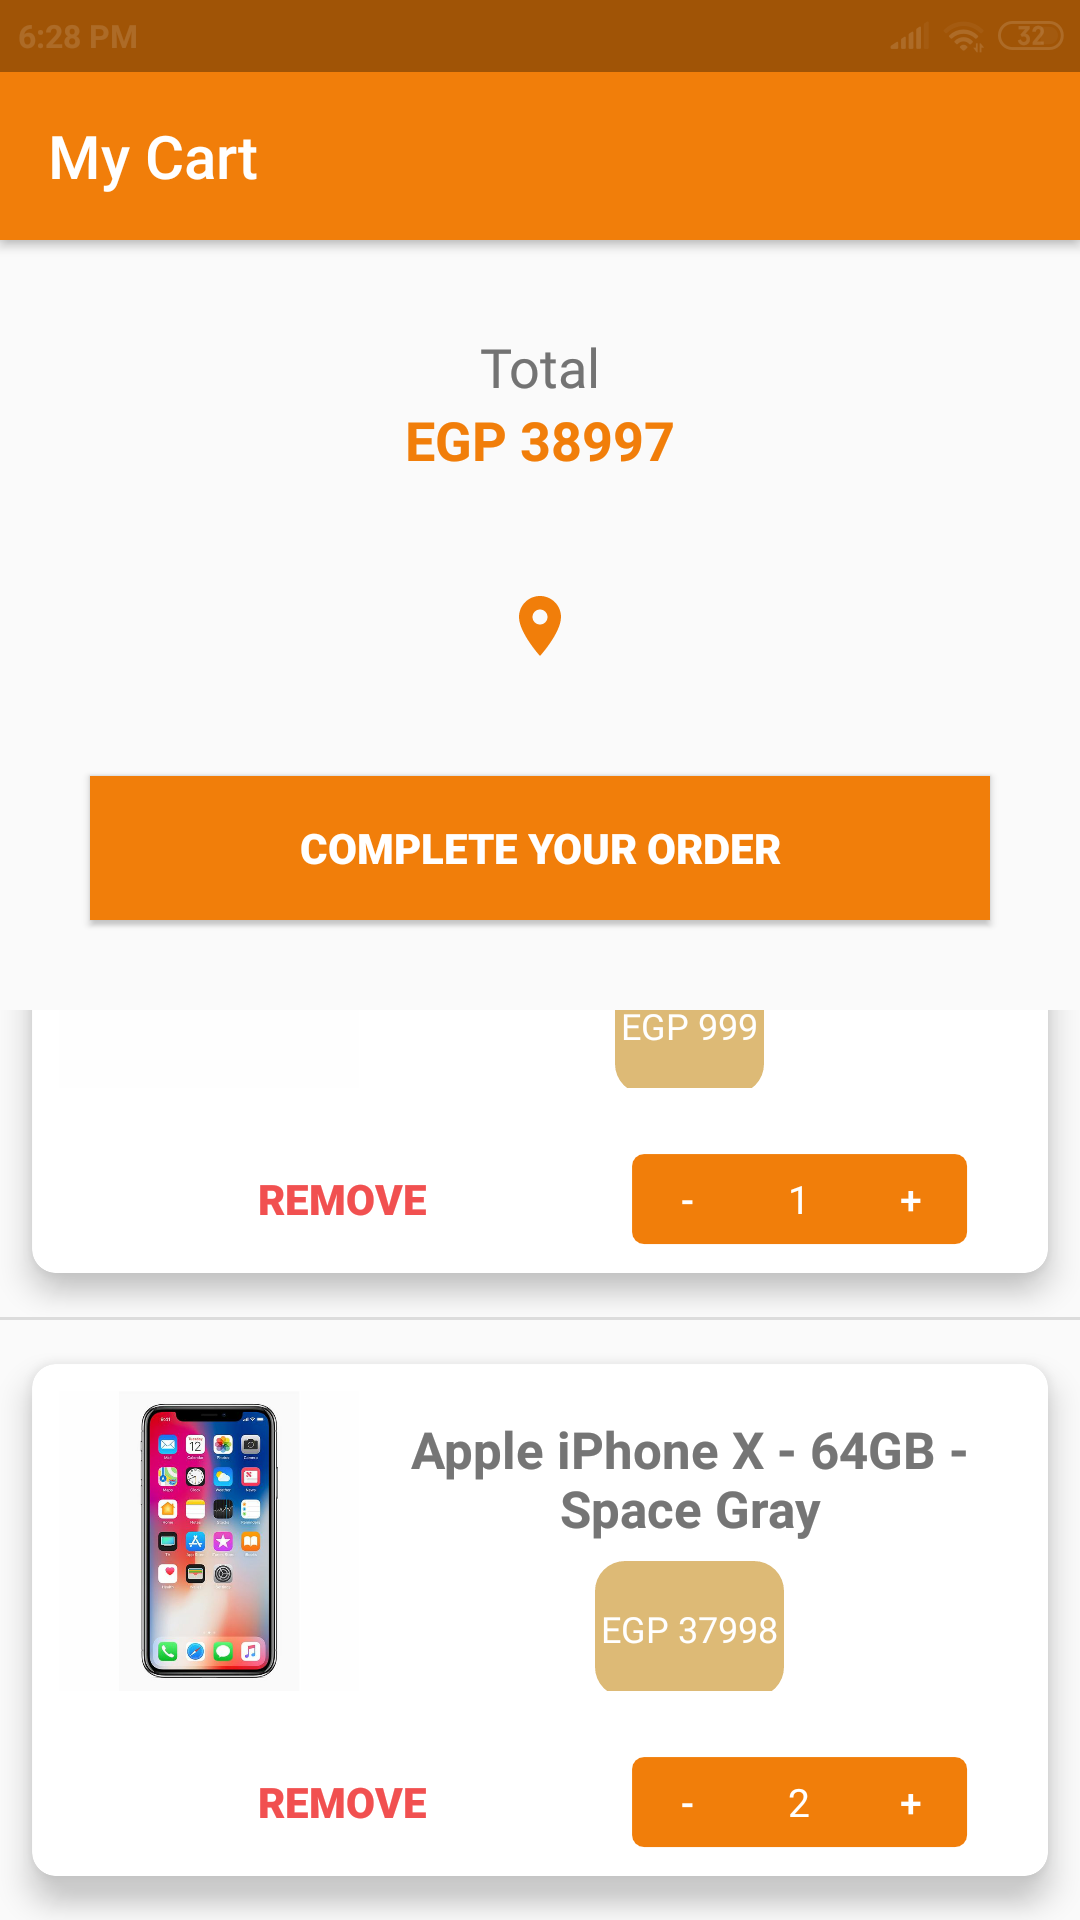 6:28 PM
32
My Cart
Total
EGP 38997
COMPLETE YOUR ORDER
EGP 999
REMOVE
- 1 +
Apple iPhone X - 64GB -
Space Gray
EGP 37998
REMOVE
- 2 +